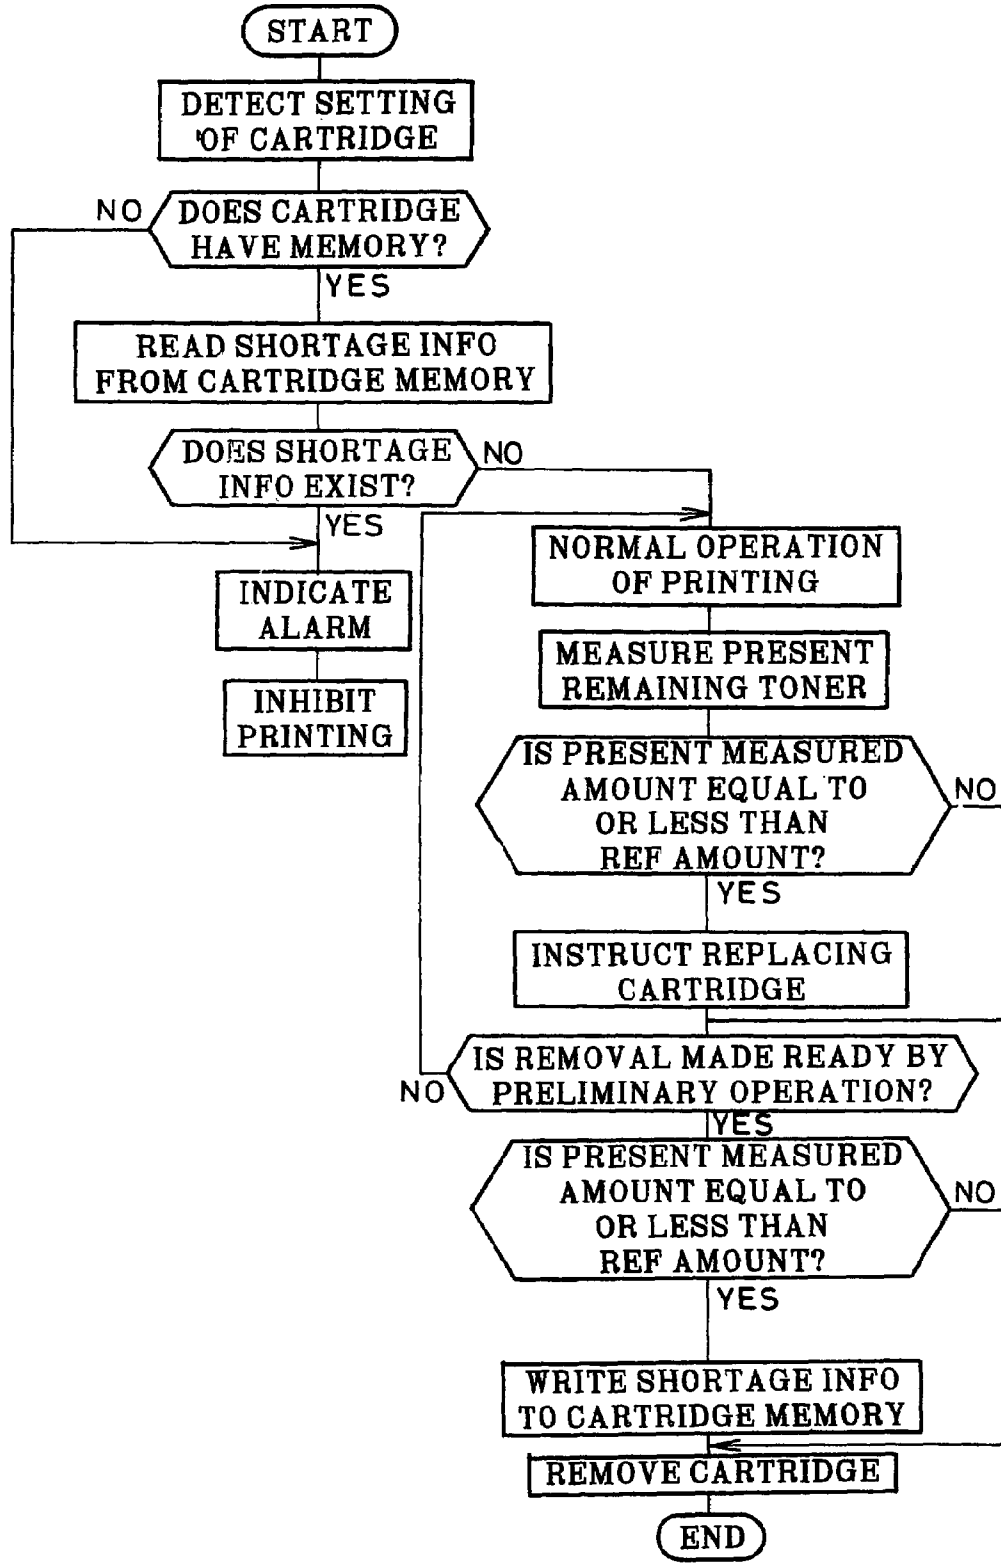 START
DETECT SETTING
OF CARTRIDGE
NO
DOES CARTRIDGE
HAVE MEMORY?
YES
READ SHORTAGE INFO
FROM CARTRIDGE MEMORY
DOES SHORTAGE
INFO EXIST?
NO
YES
INDICATE
ALARM
INHIBIT
PRINTING
NORMAL OPERATION
OF PRINTING
MEASURE PRESENT
REMAINING TONER
IS PRESENT MEASURED
AMOUNT EQUAL TO
OR LESS THAN
REF AMOUNT?
NO
YES
INSTRUCT REPLACING
CARTRIDGE
IS REMOVAL MADE READY BY
PRELIMINARY OPERATION?
NO
YES
IS PRESENT MEASURED
AMOUNT EQUAL TO
OR LESS THAN
REF AMOUNT?
NO
YES
WRITE SHORTAGE INFO
TO CARTRIDGE MEMORY
REMOVE CARTRIDGE
END